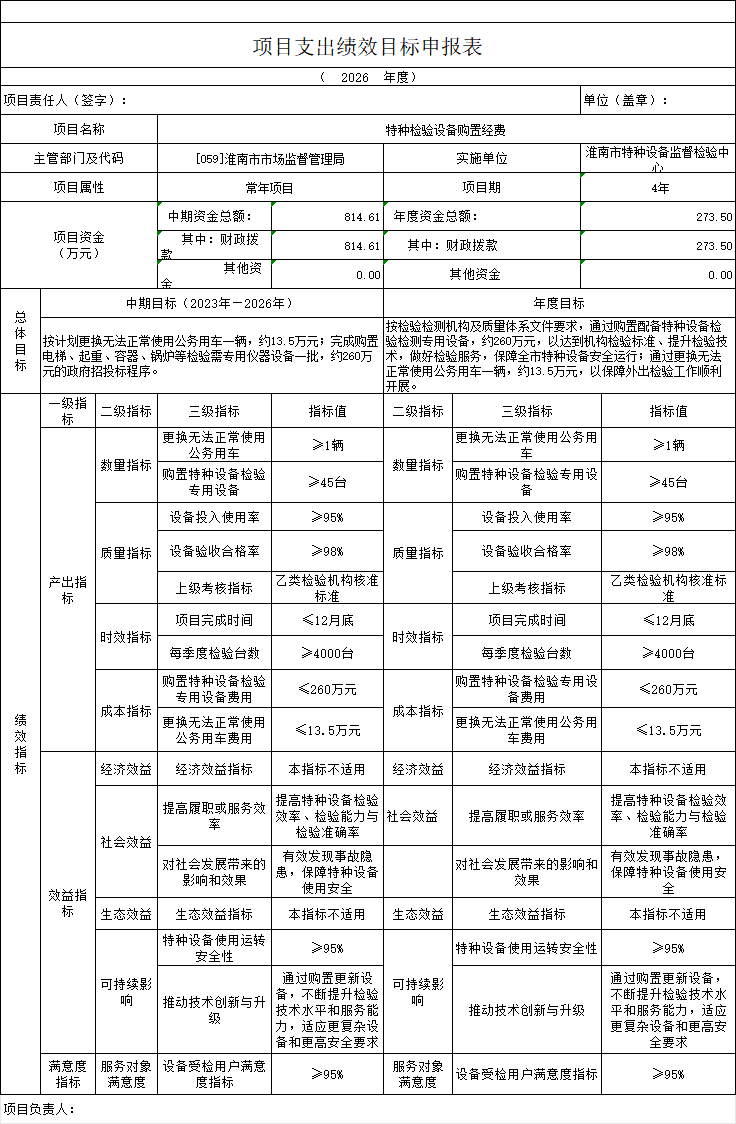 项目支出绩效目标申报表
（ 2026 年度）
项目责任人（签字）： 单位（盖章）：
项目名称 特种检验设备购置经费
主管部门及代码 [059]淮南市市场监督管理局 实施单位 淮南市特种设备监督检验中心
项目属性 常年项目 项目期 4年
项目资金（万元） 中期资金总额： 814.61 年度资金总额： 273.50
其中：财政拨款 814.61 其中：财政拨款 273.50
其他资金 0.00 其他资金 0.00
总体目标 中期目标（2023年－2026年） 年度目标
按计划更换无法正常使用公务用车一辆，约13.5万元；完成购置
电梯、起重、容器、锅炉等检验需专用仪器设备一批，约260万
元的政府招投标程序。
按检验检测机构及质量体系文件要求，通过购置配备特种设备检
验检测专用设备，约260万元，以达到机构检验标准、提升检验技
术，做好检验服务，保障全市特种设备安全运行；通过更换无法
正常使用公务用车一辆，约13.5万元，以保障外出检验工作顺利
开展。
绩效指标 一级指标 二级指标 三级指标 指标值 二级指标 三级指标 指标值
产出指标 数量指标 更换无法正常使用公务用车 ≥1辆 数量指标 更换无法正常使用公务用车 ≥1辆
购置特种设备检验专用设备 ≥45台 购置特种设备检验专用设备 ≥45台
质量指标 设备投入使用率 ≥95% 质量指标 设备投入使用率 ≥95%
设备验收合格率 ≥98% 设备验收合格率 ≥98%
上级考核指标 乙类检验机构核准标准 上级考核指标 乙类检验机构核准标准
时效指标 项目完成时间 ≤12月底 时效指标 项目完成时间 ≤12月底
每季度检验台数 ≥4000台 每季度检验台数 ≥4000台
成本指标 购置特种设备检验专用设备费用 ≤260万元 成本指标 购置特种设备检验专用设备费用 ≤260万元
更换无法正常使用公务用车费用 ≤13.5万元 更换无法正常使用公务用车费用 ≤13.5万元
效益指标 经济效益 经济效益指标 本指标不适用 经济效益 经济效益指标 本指标不适用
社会效益 提高履职或服务效率 提高特种设备检验效率、检验能力与检验准确率 社会效益 提高履职或服务效率 提高特种设备检验效率、检验能力与检验准确率
对社会发展带来的影响和效果 有效发现事故隐患，保障特种设备使用安全 对社会发展带来的影响和效果 有效发现事故隐患，保障特种设备使用安全
生态效益 生态效益指标 本指标不适用 生态效益 生态效益指标 本指标不适用
可持续影响 特种设备使用运转安全性 ≥95% 可持续影响 特种设备使用运转安全性 ≥95%
推动技术创新与升级 通过购置更新设备，不断提升检验技术水平和服务能力，适应更复杂设备和更高安全要求 推动技术创新与升级 通过购置更新设备，不断提升检验技术水平和服务能力，适应更复杂设备和更高安全要求
满意度指标 服务对象满意度 设备受检用户满意度指标 ≥95% 服务对象满意度 设备受检用户满意度指标 ≥95%
项目负责人：